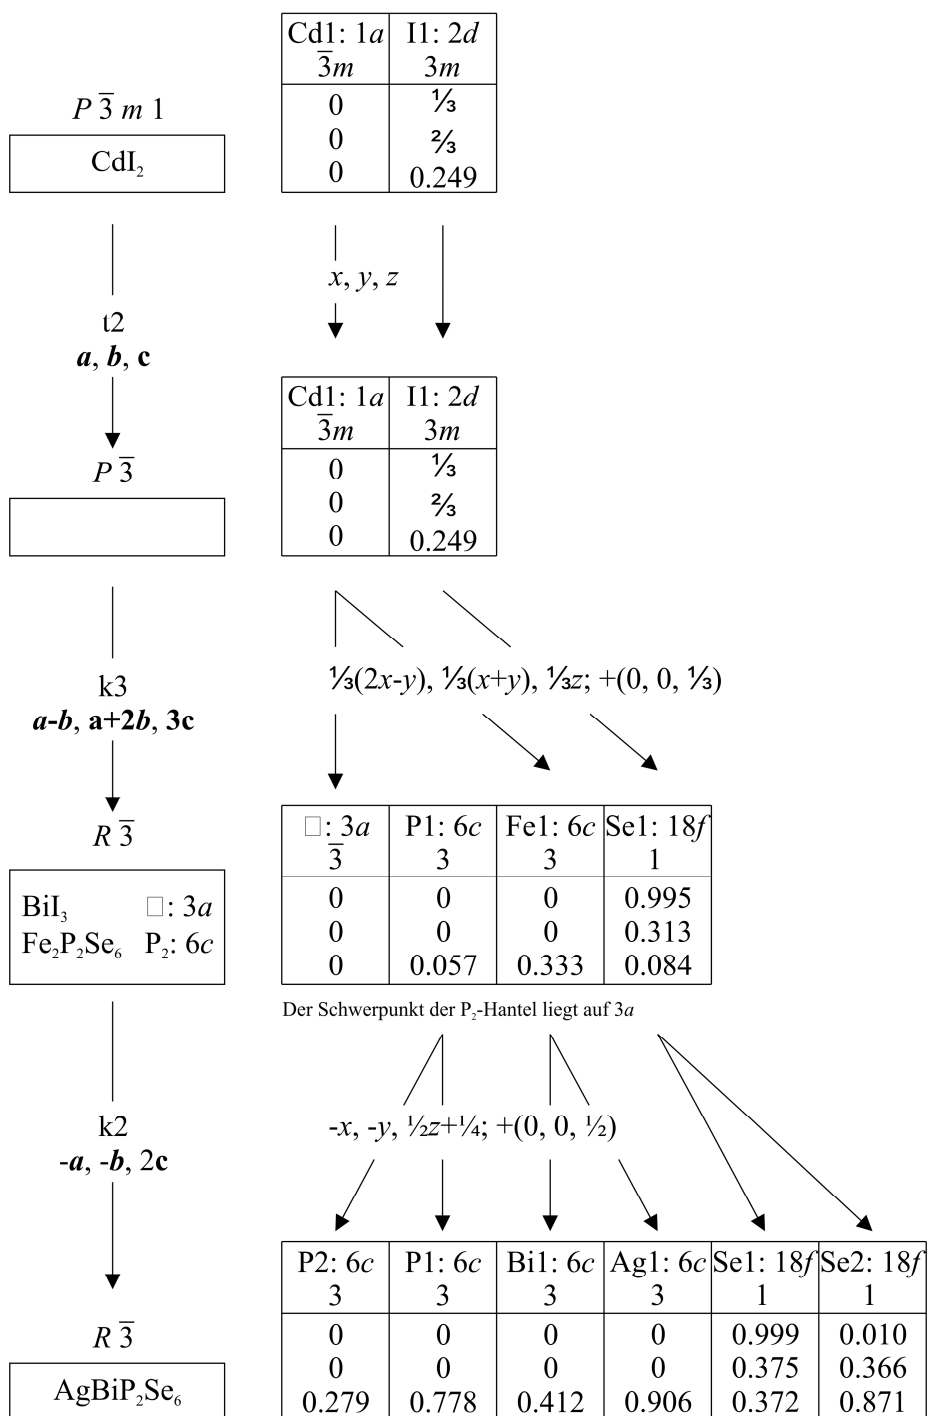 Cd1: 1a I1: 2d
3̅m 3m
P 3̅ m 1
0 ⅓
0 ⅔
0 0.249
CdI₂
x, y, z
t2
a, b, c
P 3̅
Cd1: 1a I1: 2d
3̅m 3m
0 ⅓
0 ⅔
0 0.249
k3
a-b, a+2b, 3c
⅓(2x-y), ⅓(x+y), ⅓z; +(0, 0, ⅓)
R 3̅
□: 3a P1: 6c Fe1: 6c Se1: 18f
3̅ 3 3 1
0 0 0 0.995
0 0 0 0.313
0 0.057 0.333 0.084
BiI₃ □: 3a
Fe₂P₂Se₆ P₂: 6c
Der Schwerpunkt der P₂-Hantel liegt auf 3a
k2
-a, -b, 2c
-x, -y, ½z+¼; +(0, 0, ½)
R 3̅
P2: 6c P1: 6c Bi1: 6c Ag1: 6c Se1: 18f Se2: 18f
3 3 3 3 1 1
0 0 0 0 0.999 0.010
0 0 0 0 0.375 0.366
0.279 0.778 0.412 0.906 0.372 0.871
AgBiP₂Se₆